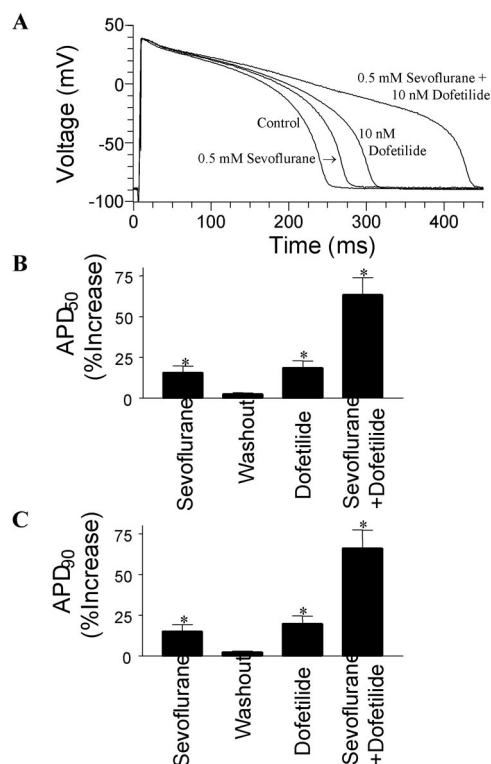 A
50
0
-50
-100
Voltage (mV)
0.5 mM Sevoflurane +
10 nM Dofetilide
Control
10 nM
Dofetilide
0.5 mM Sevoflurane →
0
100
200
300
400
Time (ms)
B
75
50
25
0
APD50
(%Increase)
*
*
*
Sevoflurane
Washout
Dofetilide
Sevoflurane
+Dofetilide
C
75
50
25
0
APD90
(%Increase)
*
*
*
Sevoflurane
Washout
Dofetilide
Sevoflurane
+Dofetilide